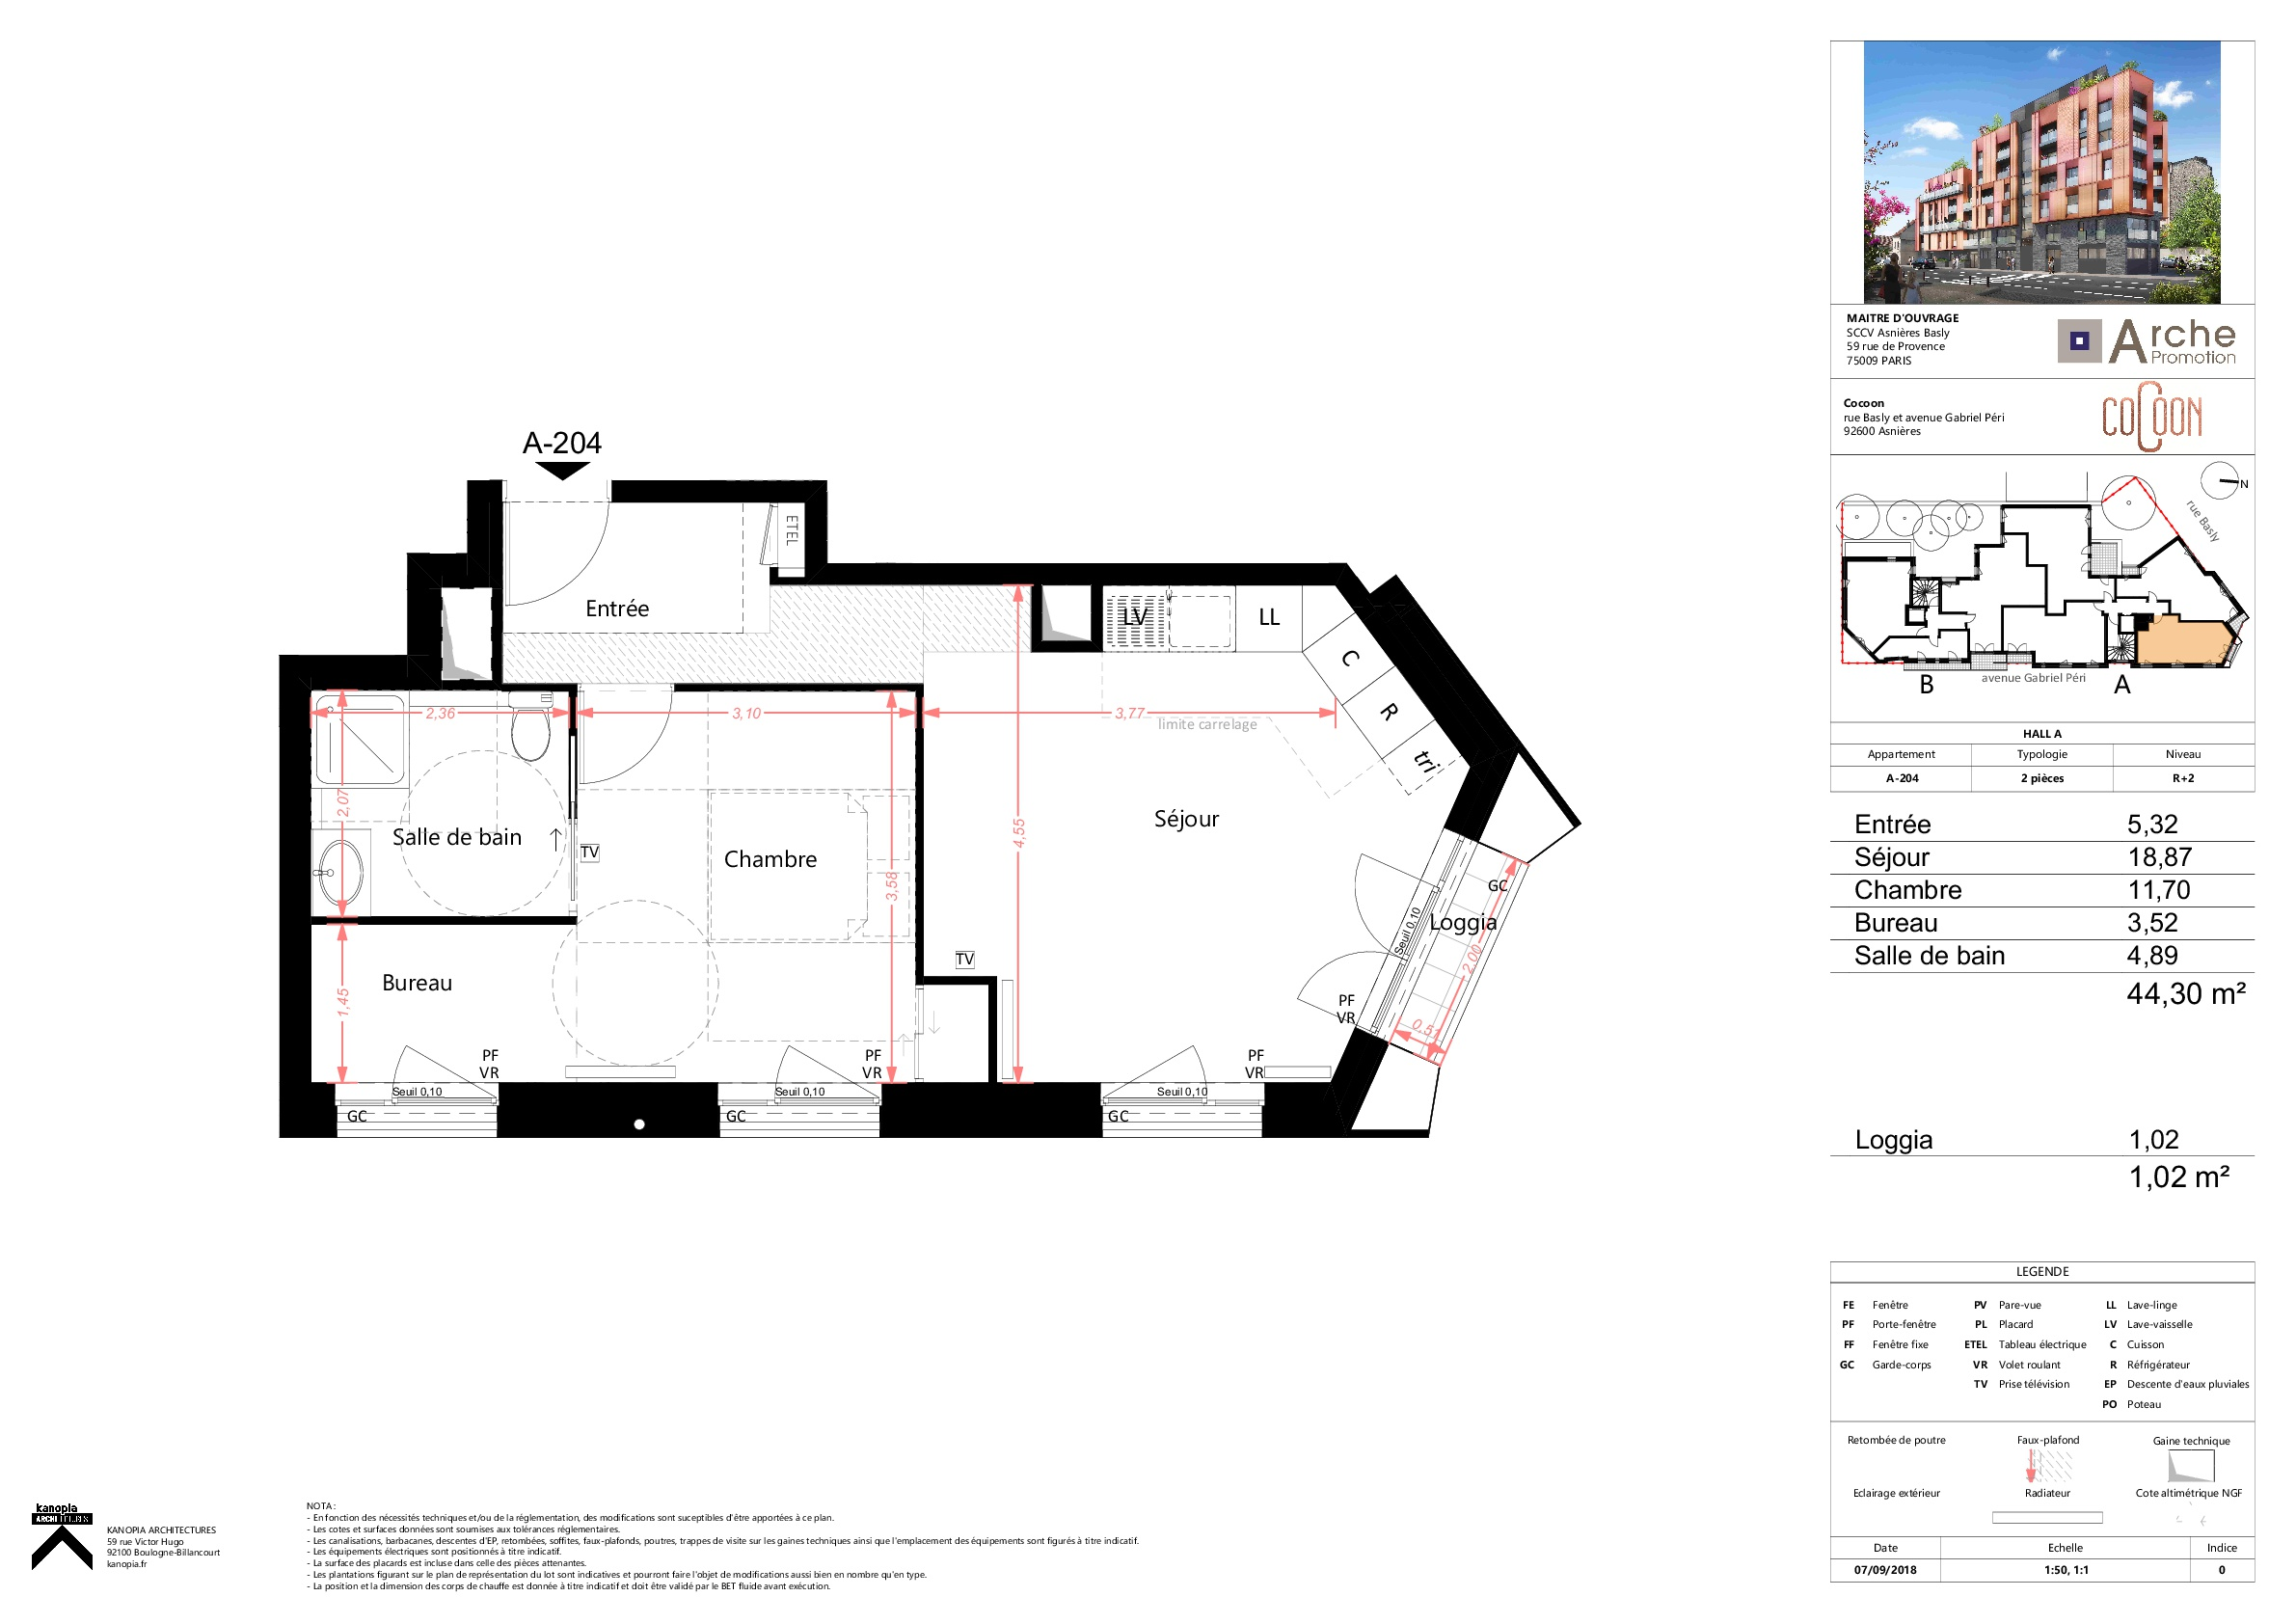 A-204
ETEL
Entrée
LV
LL
C
R
tri
2,36
3,10
3,77
limite carrelage
2,07
4,55
3,58
Salle de bain
TV
Chambre
Séjour
GC
Loggia
Seuil 0,10
2,00
0,51
TV
Bureau
1,45
PF
VR
PF
VR
PF
VR
PF
VR
Seuil 0,10
Seuil 0,10
Seuil 0,10
GC
GC
GC
MAITRE D'OUVRAGE
SCCV Asnières Basly
59 rue de Provence
75009 PARIS
Arche
Promotion
Cocoon
rue Basly et avenue Gabriel Péri
92600 Asnières
COCOON
N
rue Basly
avenue Gabriel Péri
B
A
HALL A
Appartement Typologie Niveau
A-204 2 pièces R+2
Entrée 5,32
Séjour 18,87
Chambre 11,70
Bureau 3,52
Salle de bain 4,89
44,30 m²
Loggia 1,02
1,02 m²
LEGENDE
FE Fenêtre PV Pare-vue LL Lave-linge
PF Porte-fenêtre PL Placard LV Lave-vaisselle
FF Fenêtre fixe ETEL Tableau électrique C Cuisson
GC Garde-corps VR Volet roulant R Réfrigérateur
TV Prise télévision EP Descente d'eaux pluviales
PO Poteau
Retombée de poutre Faux-plafond Gaine technique
Eclairage extérieur Radiateur Cote altimétrique NGF
Date Echelle Indice
07/09/2018 1:50, 1:1 0
kanopia
ARCHITECTURES
KANOPIA ARCHITECTURES
59 rue Victor Hugo
92100 Boulogne-Billancourt
kanopia.fr
NOTA :
- En fonction des nécessités techniques et/ou de la réglementation, des modifications sont suceptibles d'être apportées à ce plan.
- Les cotes et surfaces données sont soumises aux tolérances réglementaires.
- Les canalisations, barbacanes, descentes d'EP, retombées, soffites, faux-plafonds, poutres, trappes de visite sur les gaines techniques ainsi que l'emplacement des équipements sont figurés à titre indicatif.
- Les équipements électriques sont positionnés à titre indicatif.
- La surface des placards est incluse dans celle des pièces attenantes.
- Les plantations figurant sur le plan de représentation du lot sont indicatives et pourront faire l'objet de modifications aussi bien en nombre qu'en type.
- La position et la dimension des corps de chauffe est donnée à titre indicatif et doit être validé par le BET fluide avant exécution.